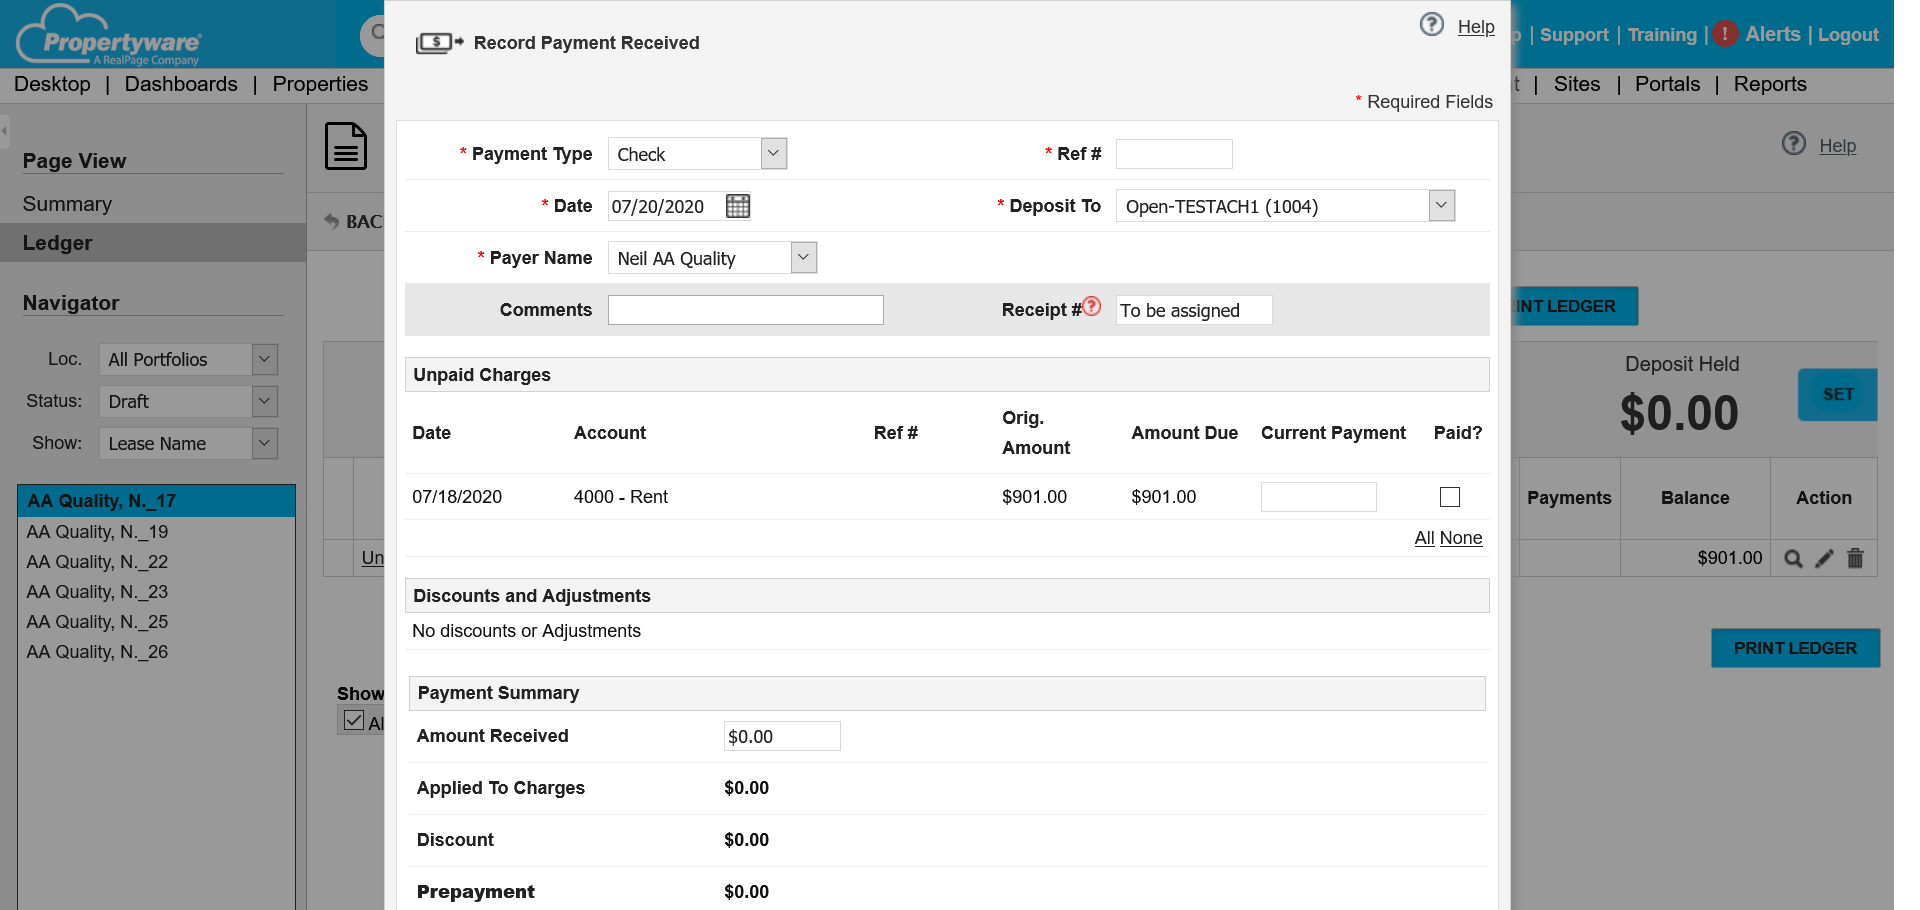 Propertyware
A RealPage Company
| Support | Training | ! Alerts | Logout
Desktop | Dashboards | Properties
| Sites | Portals | Reports
Page View
Summary
Ledger
Navigator
Loc. All Portfolios
Status: Draft
Show: Lease Name
AA Quality, N._17
AA Quality, N._19
AA Quality, N._22
AA Quality, N._23
AA Quality, N._25
AA Quality, N._26
BAC
Un
Show
Al
Record Payment Received
? Help
* Required Fields
* Payment Type Check
* Ref #
* Date 07/20/2020
* Deposit To Open-TESTACH1 (1004)
* Payer Name Neil AA Quality
Comments
Receipt # ? To be assigned
Unpaid Charges
Date Account Ref # Orig. Amount Amount Due Current Payment Paid?
07/18/2020 4000 - Rent $901.00 $901.00
All None
Discounts and Adjustments
No discounts or Adjustments
Payment Summary
Amount Received $0.00
Applied To Charges $0.00
Discount $0.00
Prepayment $0.00
? Help
INT LEDGER
Deposit Held
$0.00
SET
Payments Balance Action
$901.00
PRINT LEDGER